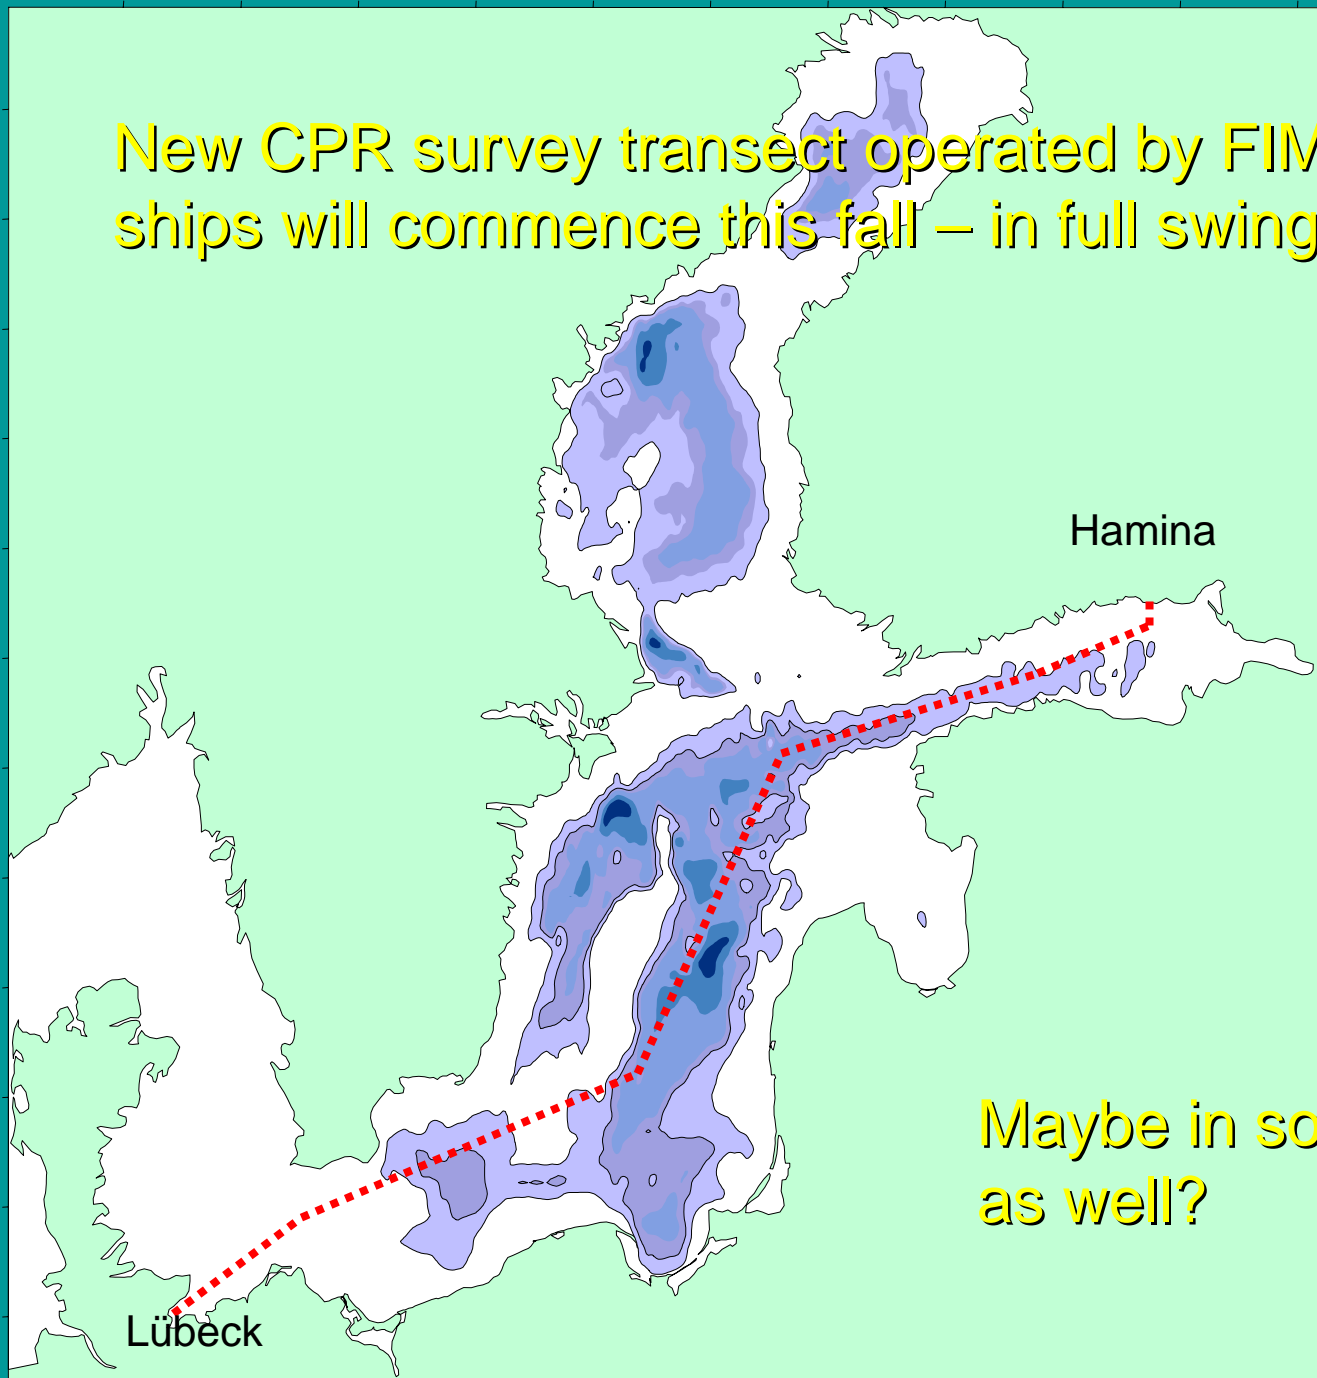 New CPR survey transect operated by FIM
ships will commence this fall – in full swing
Hamina
Maybe in so
as well?
Lübeck